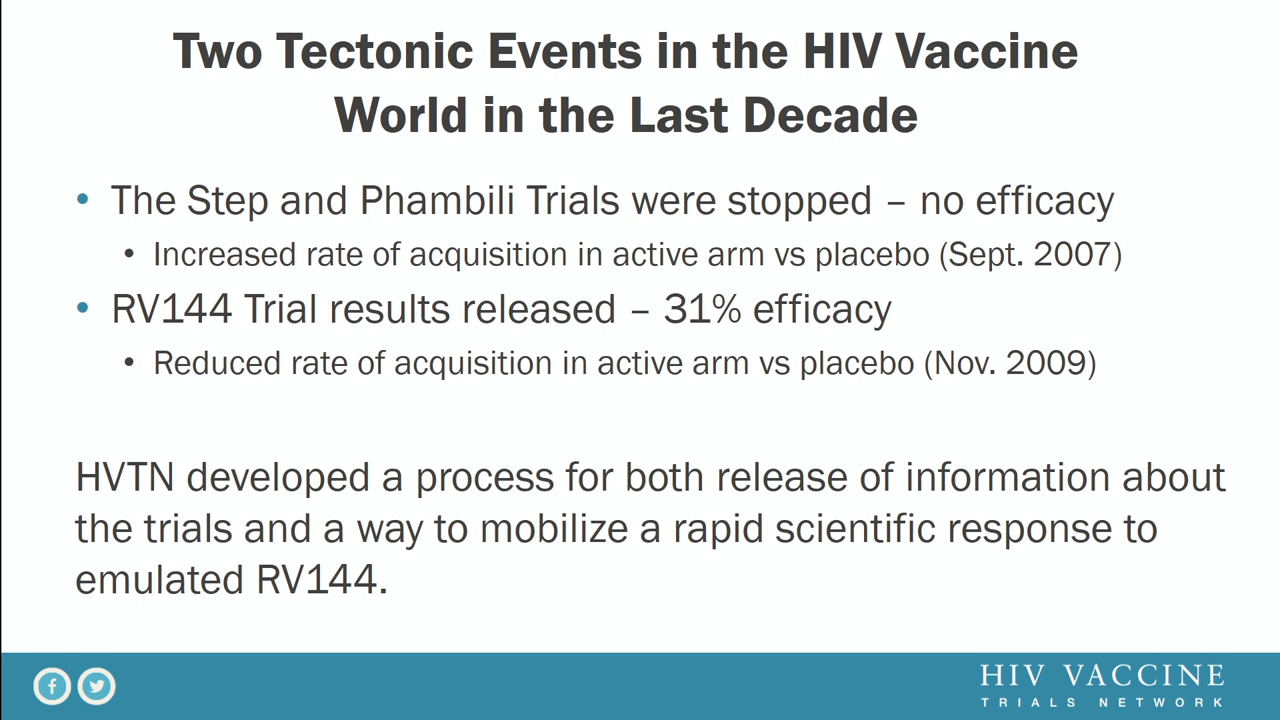 Two Tectonic Events in the HIV Vaccine
World in the Last Decade
• The Step and Phambili Trials were stopped – no efficacy
• Increased rate of acquisition in active arm vs placebo (Sept. 2007)
• RV144 Trial results released – 31% efficacy
• Reduced rate of acquisition in active arm vs placebo (Nov. 2009)
HVTN developed a process for both release of information about
the trials and a way to mobilize a rapid scientific response to
emulated RV144.
HIV VACCINE
TRIALS NETWORK